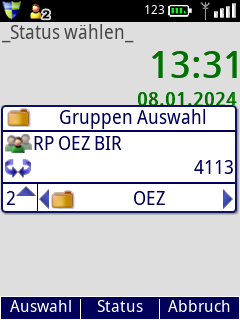 2 123
_Status wählen_
13:31
08.01.2024
Gruppen Auswahl
RP OEZ BIR
4113
2 OEZ
Auswahl Status Abbruch